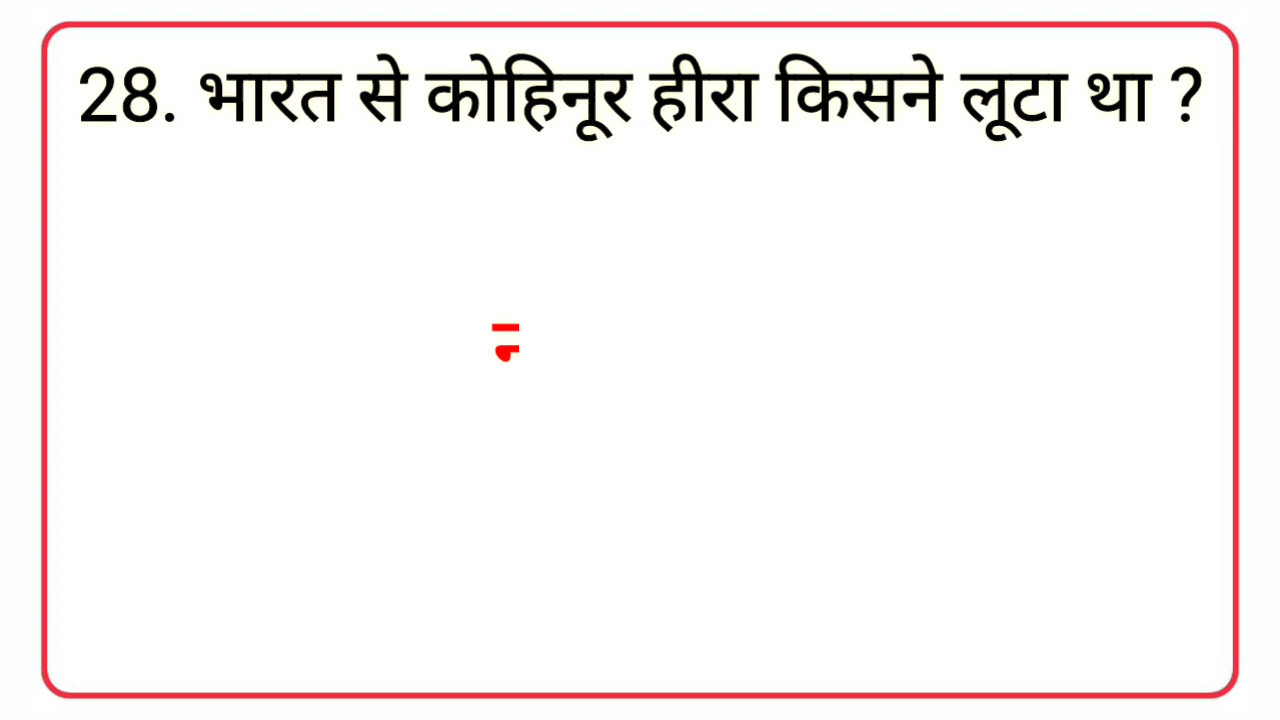 28. भारत से कोहिनूर हीरा किसने लूटा था ?